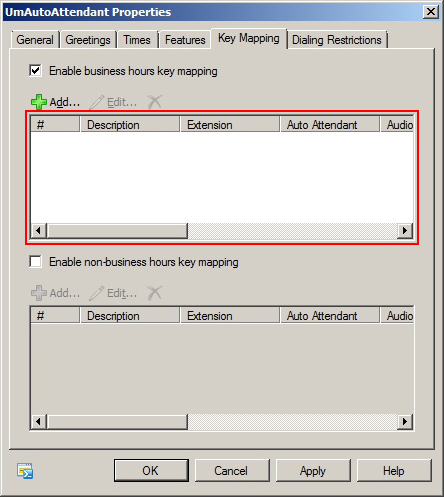 UmAutoAttendant Properties
General Greetings Times Features Key Mapping Dialing Restrictions
Enable business hours key mapping
Add... Edit...
# Description Extension Auto Attendant Audio
Enable non-business hours key mapping
Add... Edit...
# Description Extension Auto Attendant Audio
OK Cancel Apply Help